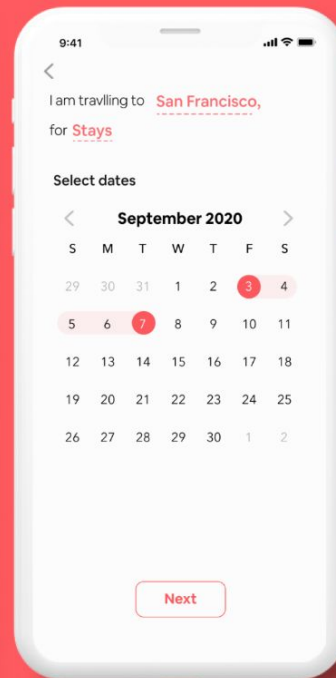 9:41
I am travlling to San Francisco,
for Stays
Select dates
< September 2020 >
S M T W T F S
29 30 31 1 2 3 4
5 6 7 8 9 10 11
12 13 14 15 16 17 18
19 20 21 22 23 24 25
26 27 28 29 30 1 2
Next